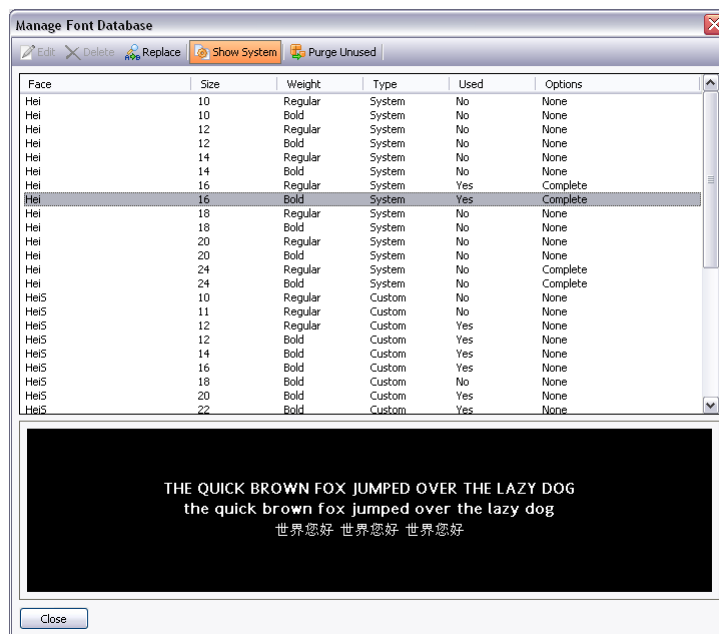 Manage Font Database
Edit Delete Replace Show System Purge Unused
Face Size Weight Type Used Options
Hei 10 Regular System No None
Hei 10 Bold System No None
Hei 12 Regular System No None
Hei 12 Bold System No None
Hei 14 Regular System No None
Hei 14 Bold System No None
Hei 16 Regular System Yes Complete
Hei 16 Bold System Yes Complete
Hei 18 Regular System No None
Hei 18 Bold System No None
Hei 20 Regular System No None
Hei 20 Bold System No None
Hei 24 Regular System No Complete
Hei 24 Bold System No Complete
HeiS 10 Regular Custom No None
HeiS 11 Regular Custom No None
HeiS 12 Regular Custom Yes None
HeiS 12 Bold Custom Yes None
HeiS 14 Bold Custom Yes None
HeiS 16 Bold Custom Yes None
HeiS 18 Bold Custom No None
HeiS 20 Bold Custom Yes None
HeiS 22 Bold Custom Yes None
THE QUICK BROWN FOX JUMPED OVER THE LAZY DOG
the quick brown fox jumped over the lazy dog
世界您好 世界您好 世界您好
Close